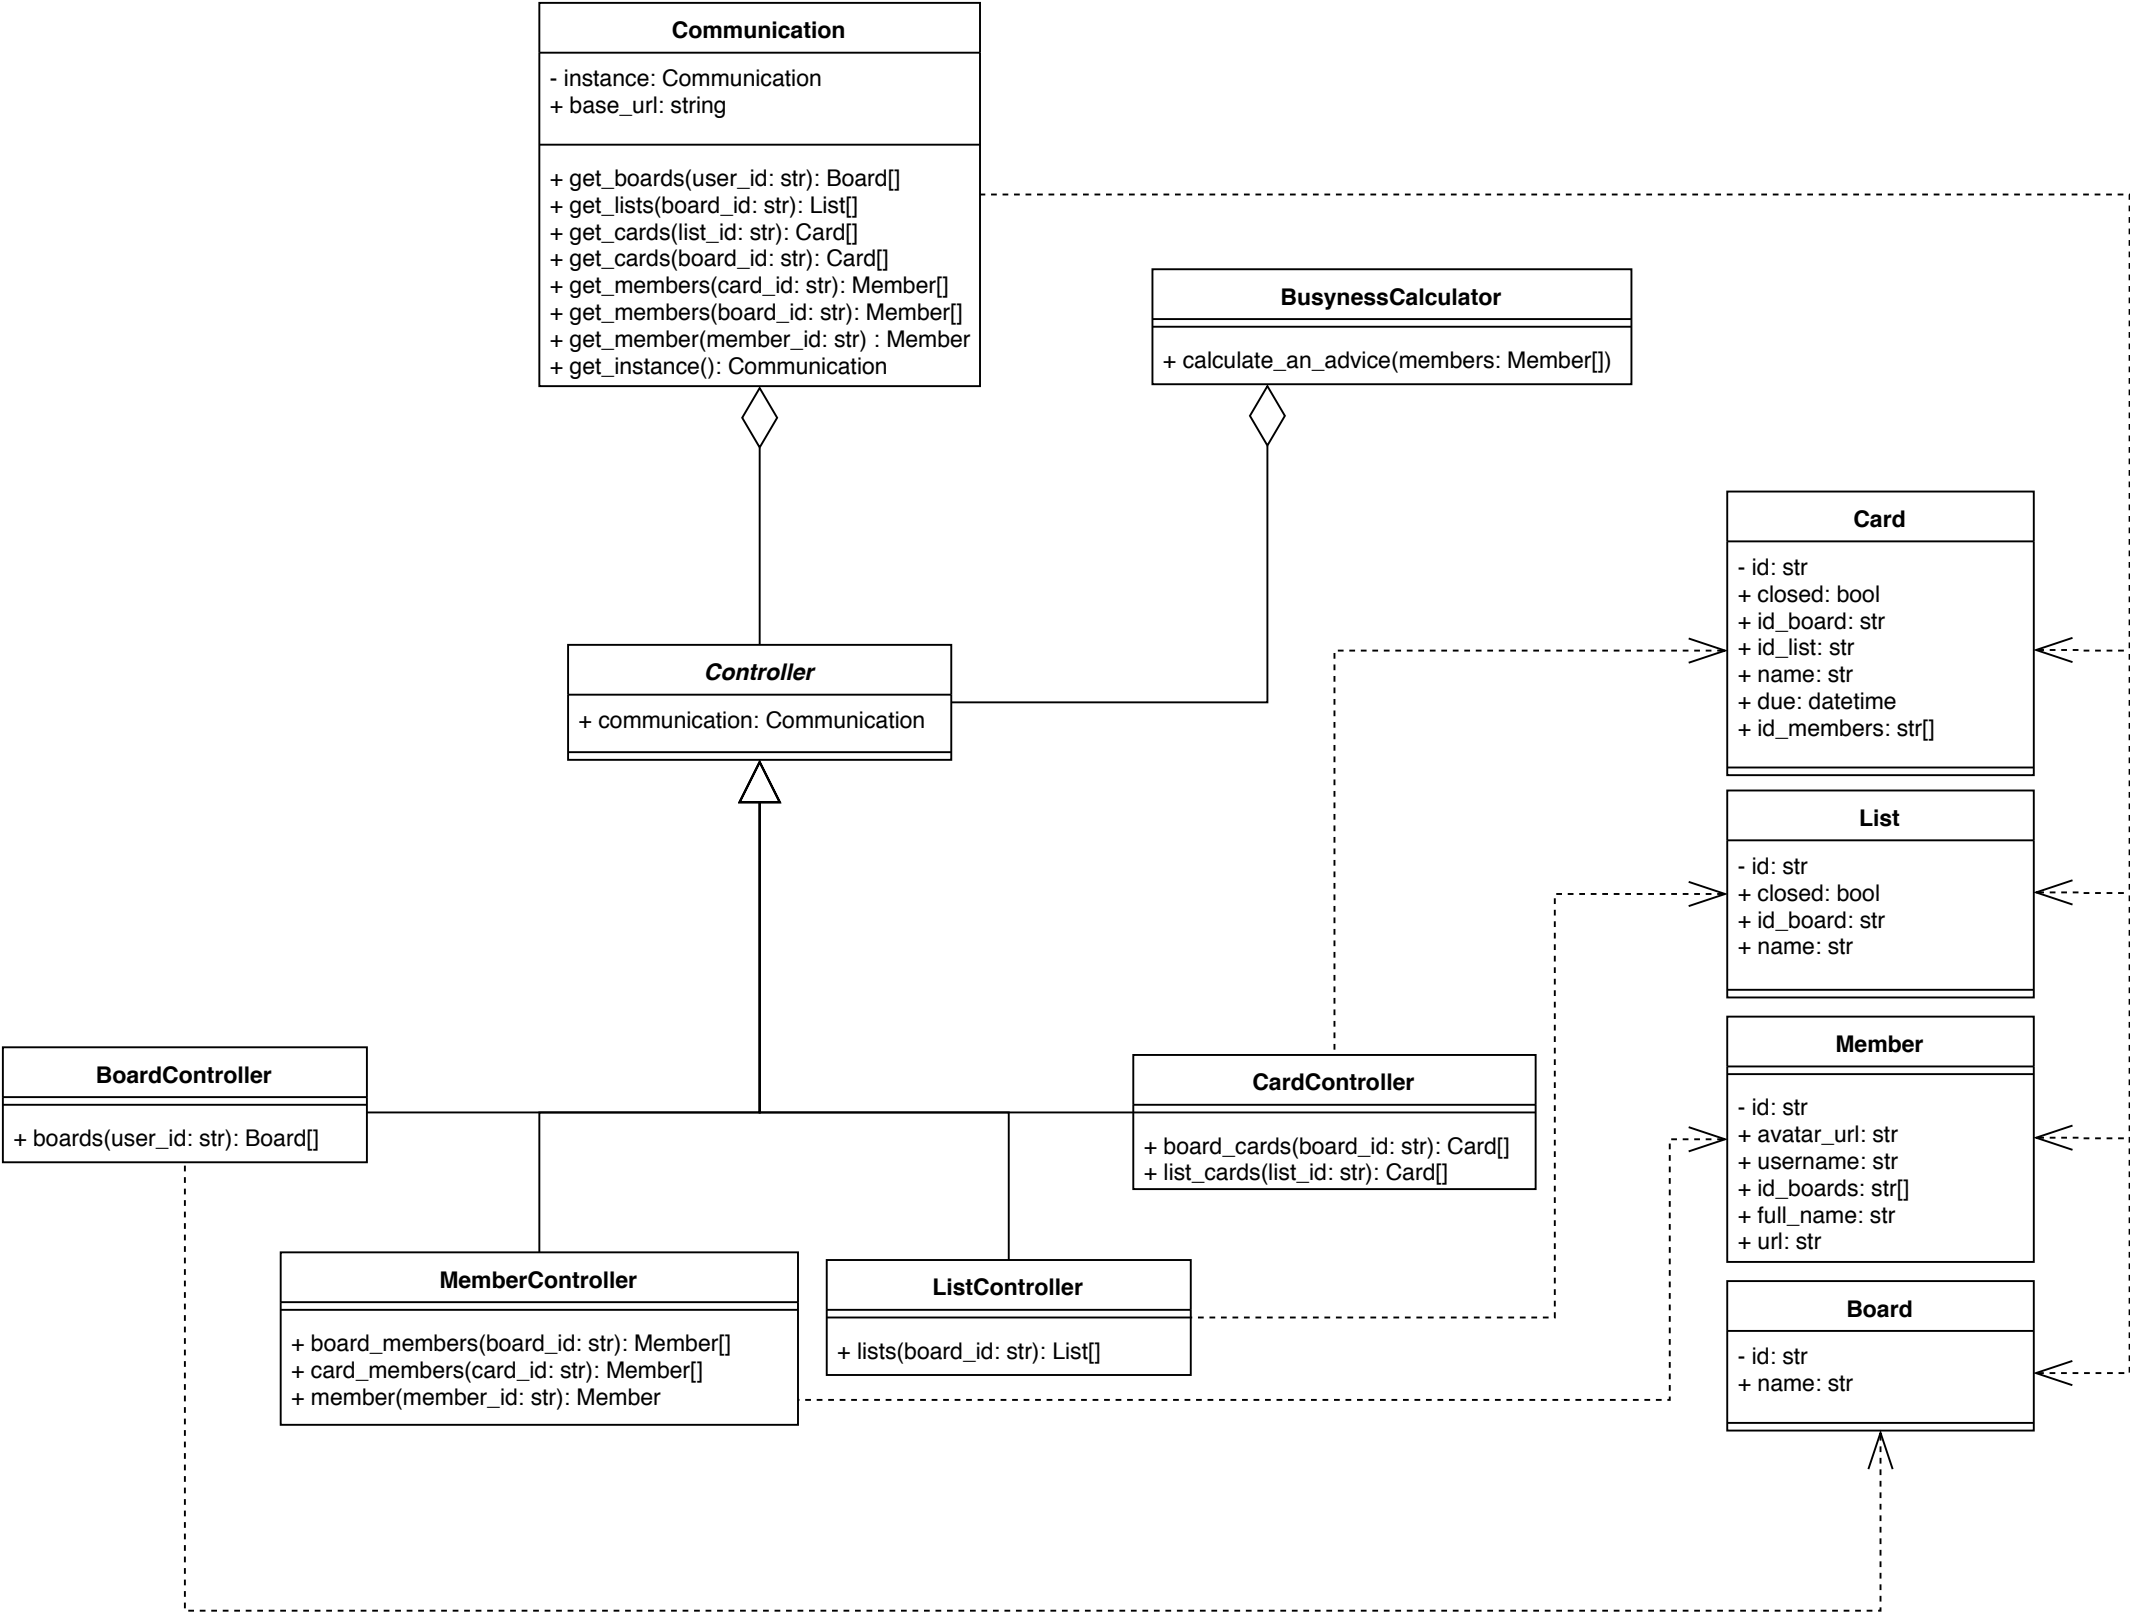 Communication
- instance: Communication
+ base_url: string
+ get_boards(user_id: str): Board[]
+ get_lists(board_id: str): List[]
+ get_cards(list_id: str): Card[]
+ get_cards(board_id: str): Card[]
+ get_members(card_id: str): Member[]
+ get_members(board_id: str): Member[]
+ get_member(member_id: str) : Member
+ get_instance(): Communication
BusynessCalculator
+ calculate_an_advice(members: Member[])
Controller
+ communication: Communication
Card
- id: str
+ closed: bool
+ id_board: str
+ id_list: str
+ name: str
+ due: datetime
+ id_members: str[]
List
- id: str
+ closed: bool
+ id_board: str
+ name: str
BoardController
+ boards(user_id: str): Board[]
CardController
+ board_cards(board_id: str): Card[]
+ list_cards(list_id: str): Card[]
Member
- id: str
+ avatar_url: str
+ username: str
+ id_boards: str[]
+ full_name: str
+ url: str
MemberController
+ board_members(board_id: str): Member[]
+ card_members(card_id: str): Member[]
+ member(member_id: str): Member
ListController
+ lists(board_id: str): List[]
Board
- id: str
+ name: str